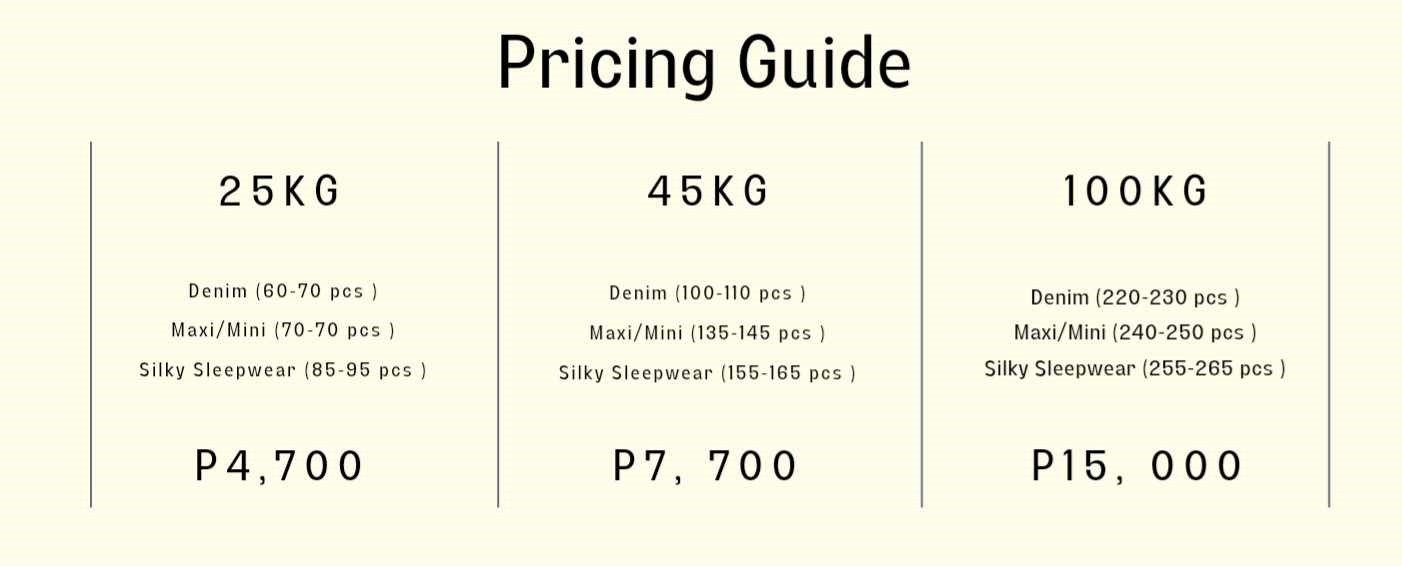 Pricing Guide
25KG
Denim (60-70 pcs )
Maxi/Mini (70-70 pcs )
Silky Sleepwear (85-95 pcs )
P4,700
45KG
Denim (100-110 pcs )
Maxi/Mini (135-145 pcs )
Silky Sleepwear (155-165 pcs )
P7, 700
100KG
Denim (220-230 pcs )
Maxi/Mini (240-250 pcs )
Silky Sleepwear (255-265 pcs )
P15, 000